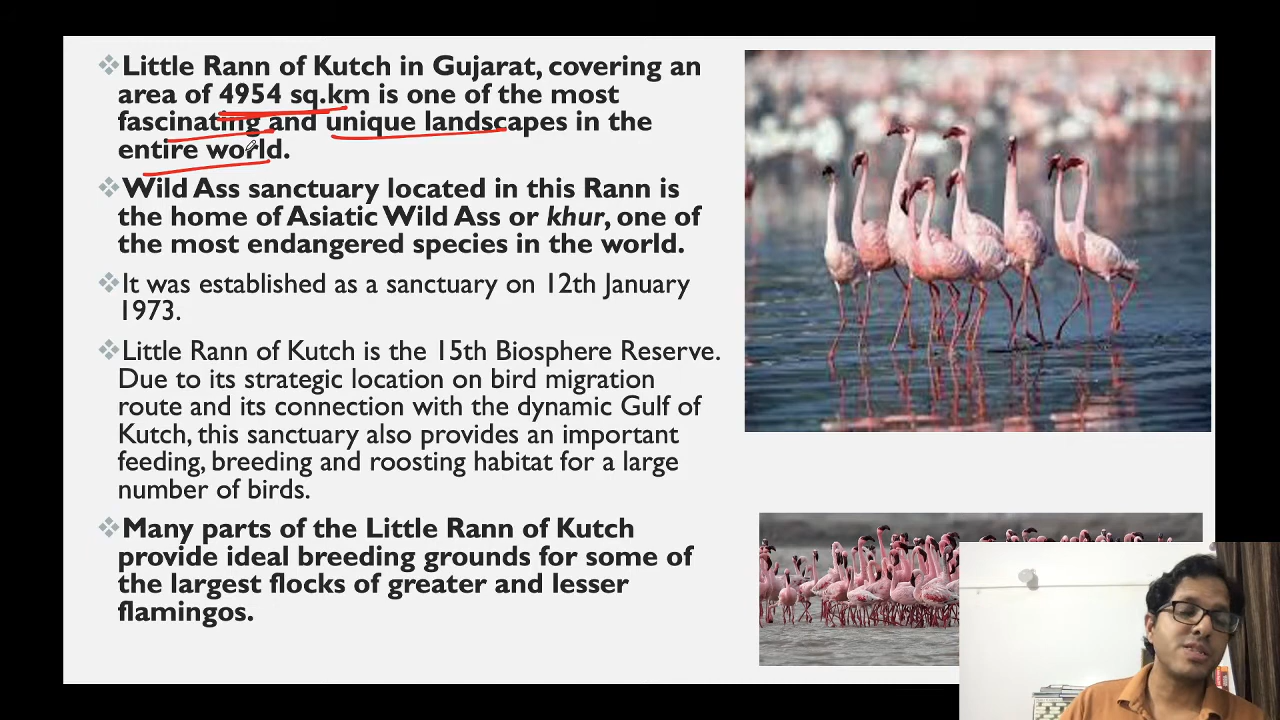 ❖Little Rann of Kutch in Gujarat, covering an
area of 4954 sq.km is one of the most
fascinating and unique landscapes in the
entire world.
❖Wild Ass sanctuary located in this Rann is
the home of Asiatic Wild Ass or khur, one of
the most endangered species in the world.
❖It was established as a sanctuary on 12th January
1973.
❖Little Rann of Kutch is the 15th Biosphere Reserve.
Due to its strategic location on bird migration
route and its connection with the dynamic Gulf of
Kutch, this sanctuary also provides an important
feeding, breeding and roosting habitat for a large
number of birds.
❖Many parts of the Little Rann of Kutch
provide ideal breeding grounds for some of
the largest flocks of greater and lesser
flamingos.